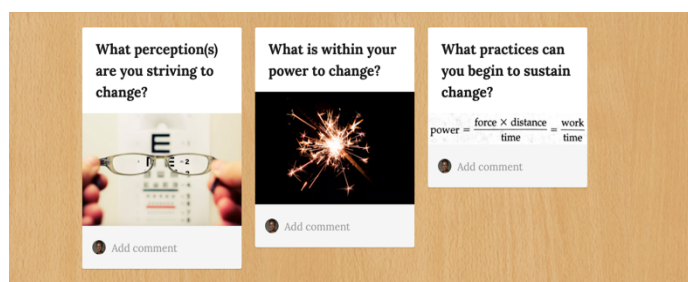 What perception(s)
are you striving to
change?
E
Add comment
What is within your
power to change?
Add comment
What practices can
you begin to sustain
change?
power = force × distance / time = work / time
Add comment